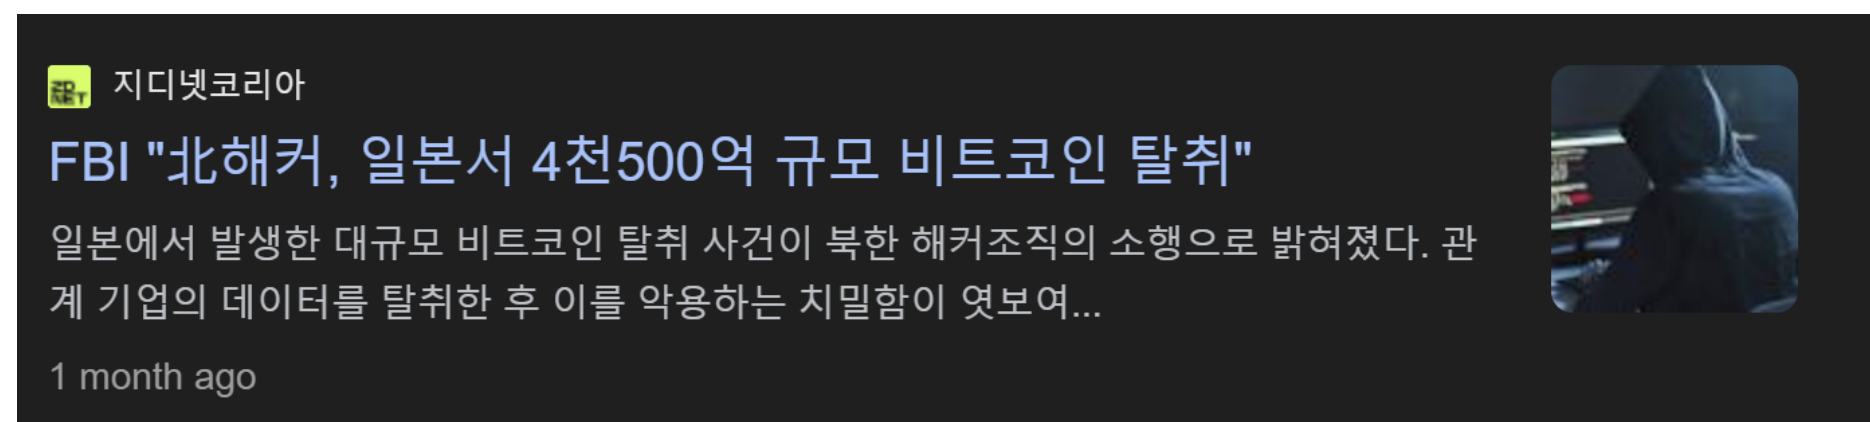 ZD NET
지디넷코리아
FBI "北해커, 일본서 4천500억 규모 비트코인 탈취"
일본에서 발생한 대규모 비트코인 탈취 사건이 북한 해커조직의 소행으로 밝혀졌다. 관
계 기업의 데이터를 탈취한 후 이를 악용하는 치밀함이 엿보여...
1 month ago